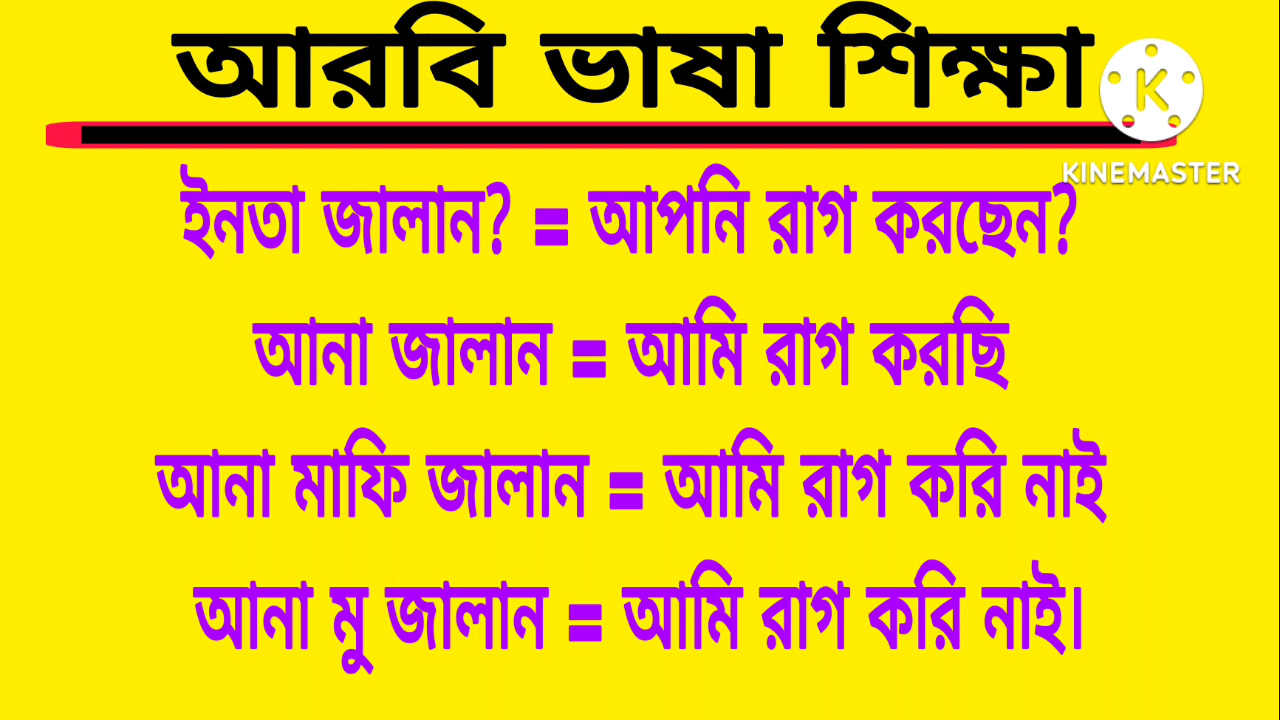 আরবি ভাষা শিক্ষা
K
KINEMASTER
ইনতা জালান? = আপনি রাগ করছেন?
আনা জালান = আমি রাগ করছি
আনা মাফি জালান = আমি রাগ করি নাই
আনা মু জালান = আমি রাগ করি নাই।